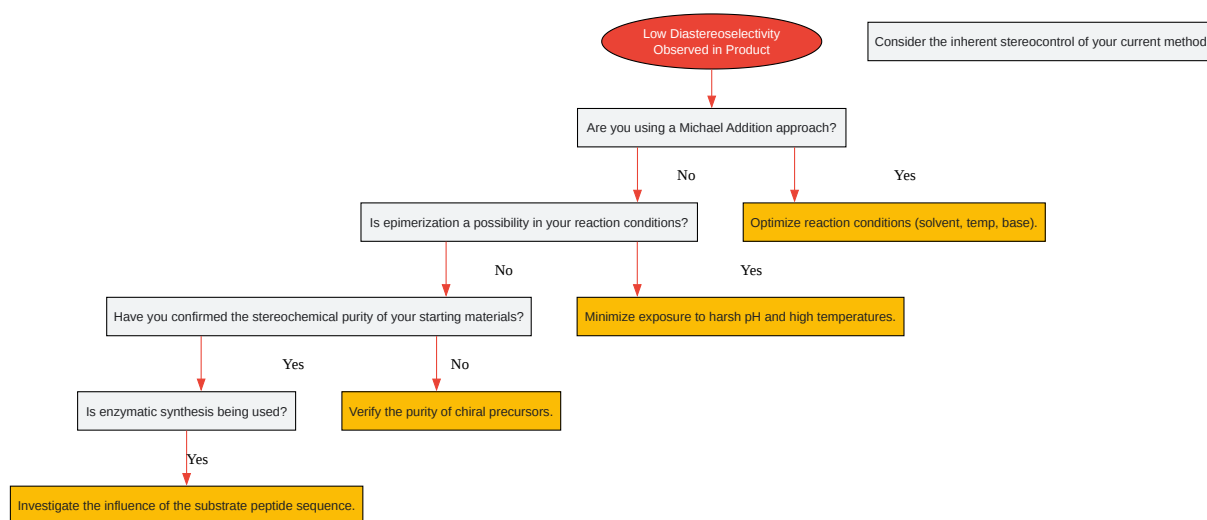 Low Diastereoselectivity
Observed in Product
Consider the inherent stereocontrol of your current method
Are you using a Michael Addition approach?
No
Yes
Is epimerization a possibility in your reaction conditions?
Optimize reaction conditions (solvent, temp, base).
No
Yes
Have you confirmed the stereochemical purity of your starting materials?
Minimize exposure to harsh pH and high temperatures.
Yes
No
Is enzymatic synthesis being used?
Verify the purity of chiral precursors.
Yes
Investigate the influence of the substrate peptide sequence.